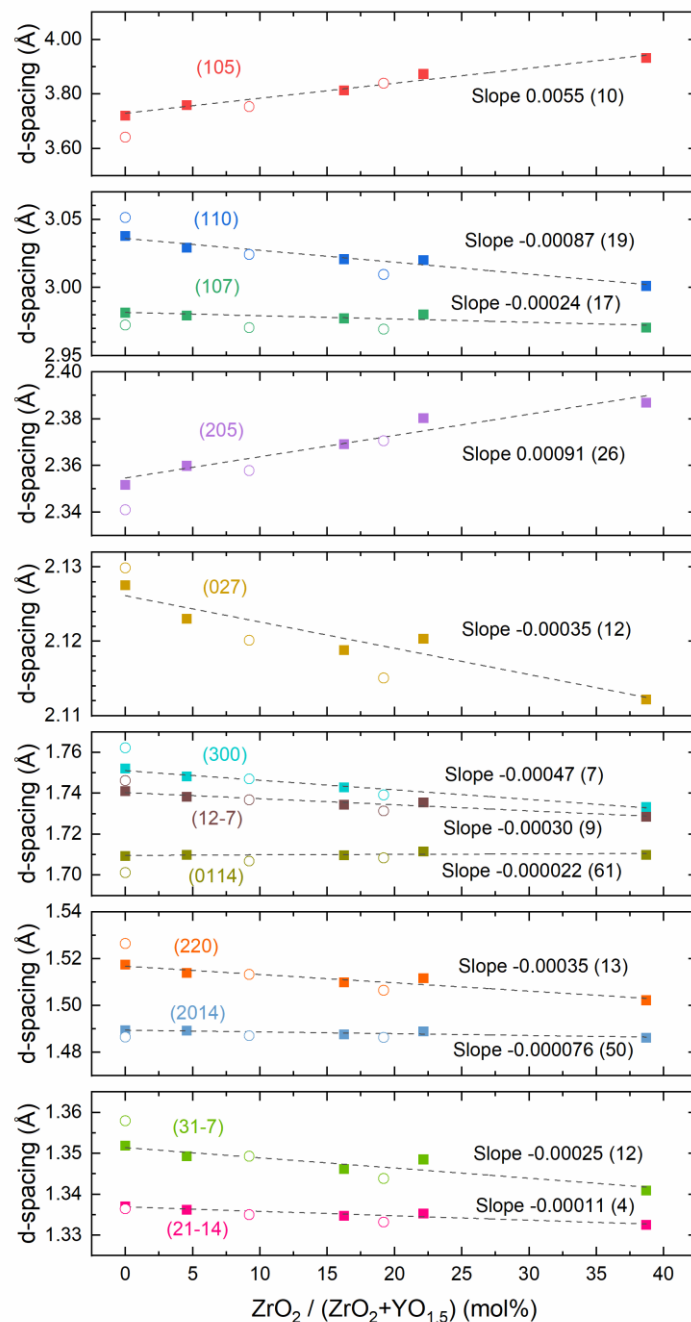 d-spacing (Å)
4.00
3.80
3.60
(105)
Slope 0.0055 (10)
d-spacing (Å)
3.05
3.00
2.95
(110)
Slope -0.00087 (19)
(107)
Slope -0.00024 (17)
d-spacing (Å)
2.40
2.38
2.36
2.34
(205)
Slope 0.00091 (26)
d-spacing (Å)
2.13
2.12
2.11
(027)
Slope -0.00035 (12)
d-spacing (Å)
1.76
1.74
1.72
1.70
(300)
Slope -0.00047 (7)
(12-7)
Slope -0.00030 (9)
(0114)
Slope -0.000022 (61)
d-spacing (Å)
1.54
1.52
1.50
1.48
(220)
Slope -0.00035 (13)
(2014)
Slope -0.000076 (50)
d-spacing (Å)
1.36
1.35
1.34
1.33
(31-7)
Slope -0.00025 (12)
Slope -0.00011 (4)
(21-14)
0 5 10 15 20 25 30 35 40
ZrO₂ / (ZrO₂+YO₁.₅) (mol%)